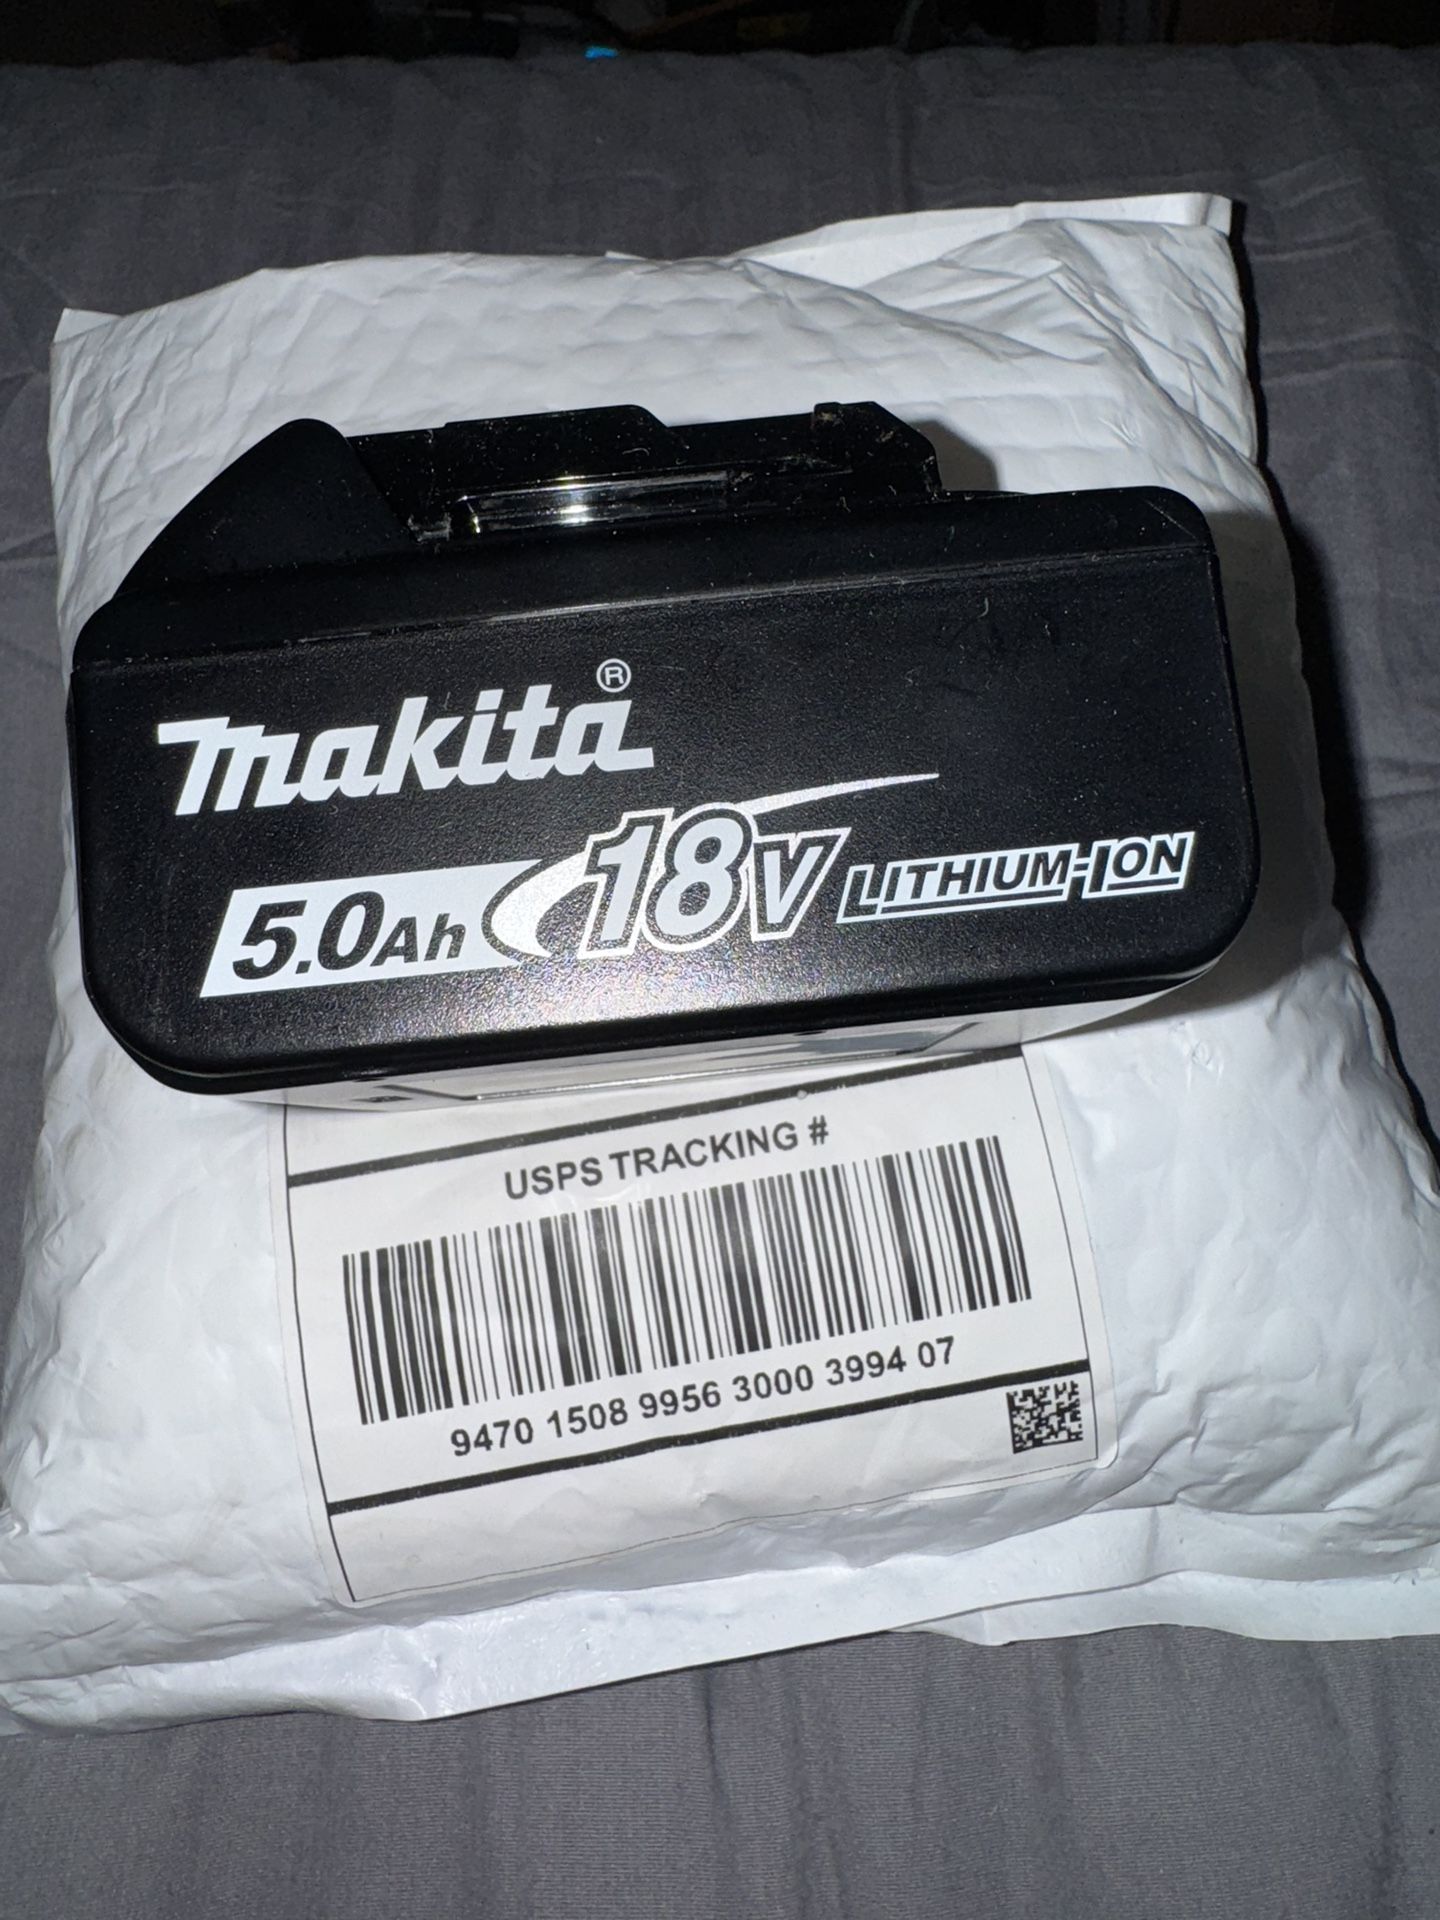 makita®
5.0Ah 18V LITHIUM-ION
USPS TRACKING #
9470 1508 9956 3000 3994 07